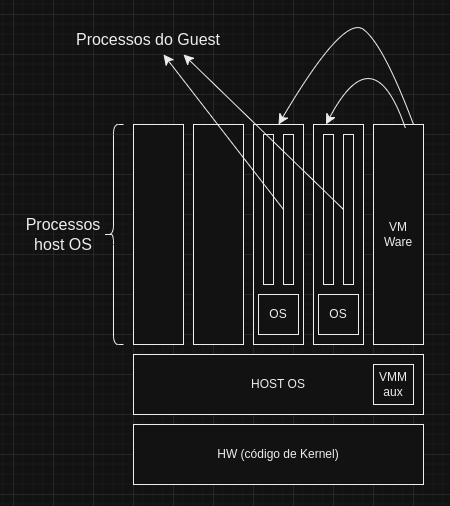 Processos do Guest
Processos
host OS
VM
Ware
OS
OS
HOST OS
VMM
aux
HW (código de Kernel)